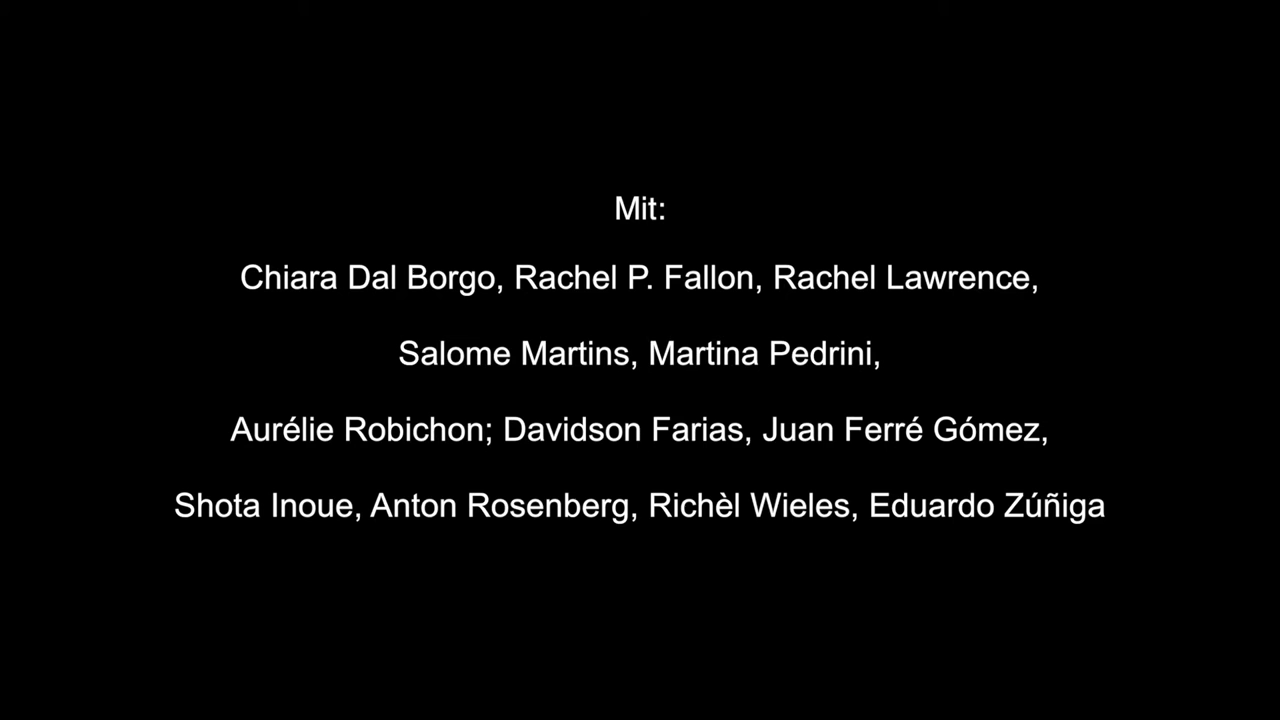 Mit:
Chiara Dal Borgo, Rachel P. Fallon, Rachel Lawrence,
Salome Martins, Martina Pedrini,
Aurélie Robichon; Davidson Farias, Juan Ferré Gómez,
Shota Inoue, Anton Rosenberg, Richèl Wieles, Eduardo Zúñiga